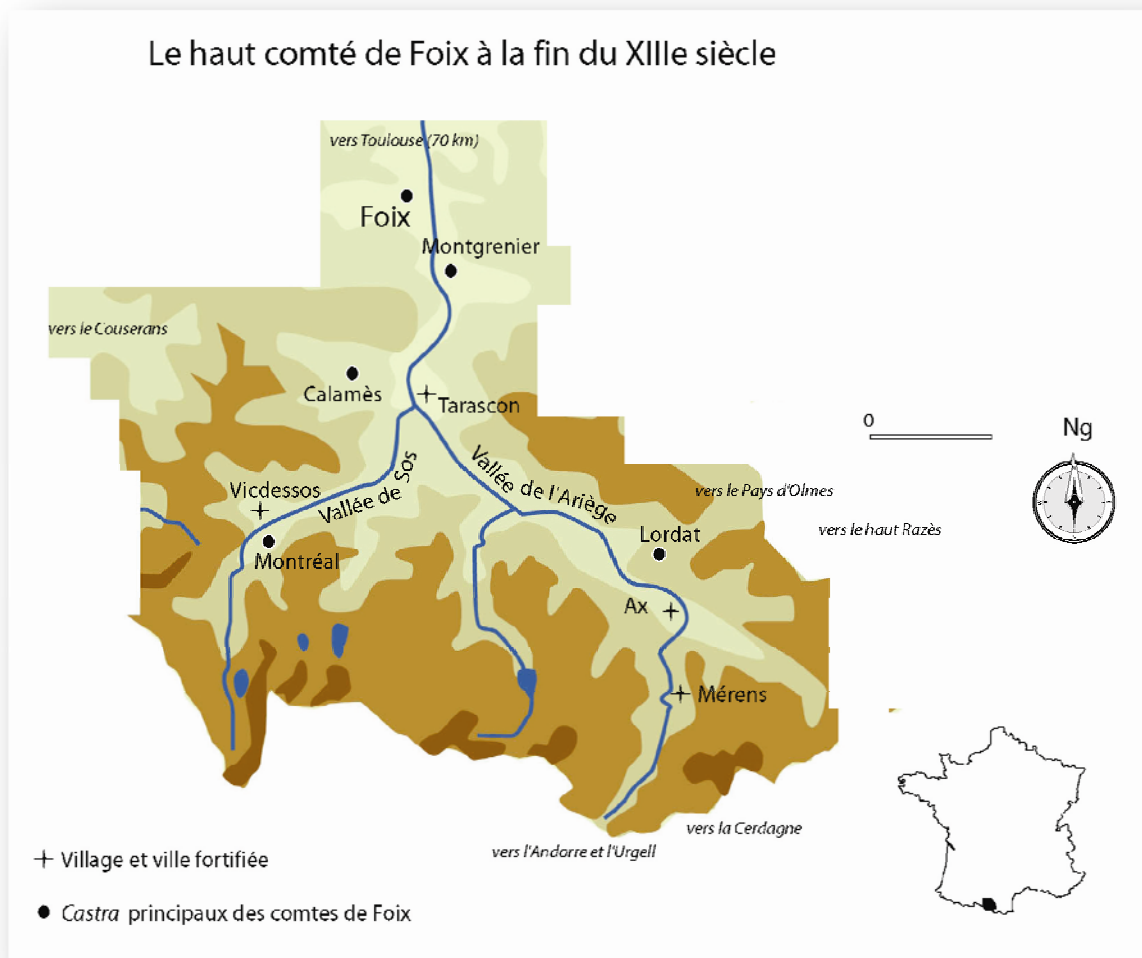 Le haut comté de Foix à la fin du XIIIe siècle
vers Toulouse (70 km)
Foix
Montgrenier
vers le Couserans
Calamès
Tarascon
0
Ng
Vallée de Sos
Vallée de l'Ariège
Vicdessos
vers le Pays d'Olmes
vers le haut Razès
Lordat
Montréal
Ax
Mérens
vers la Cerdagne
vers l'Andorre et l'Urgell
Village et ville fortifiée
Castra principaux des comtes de Foix